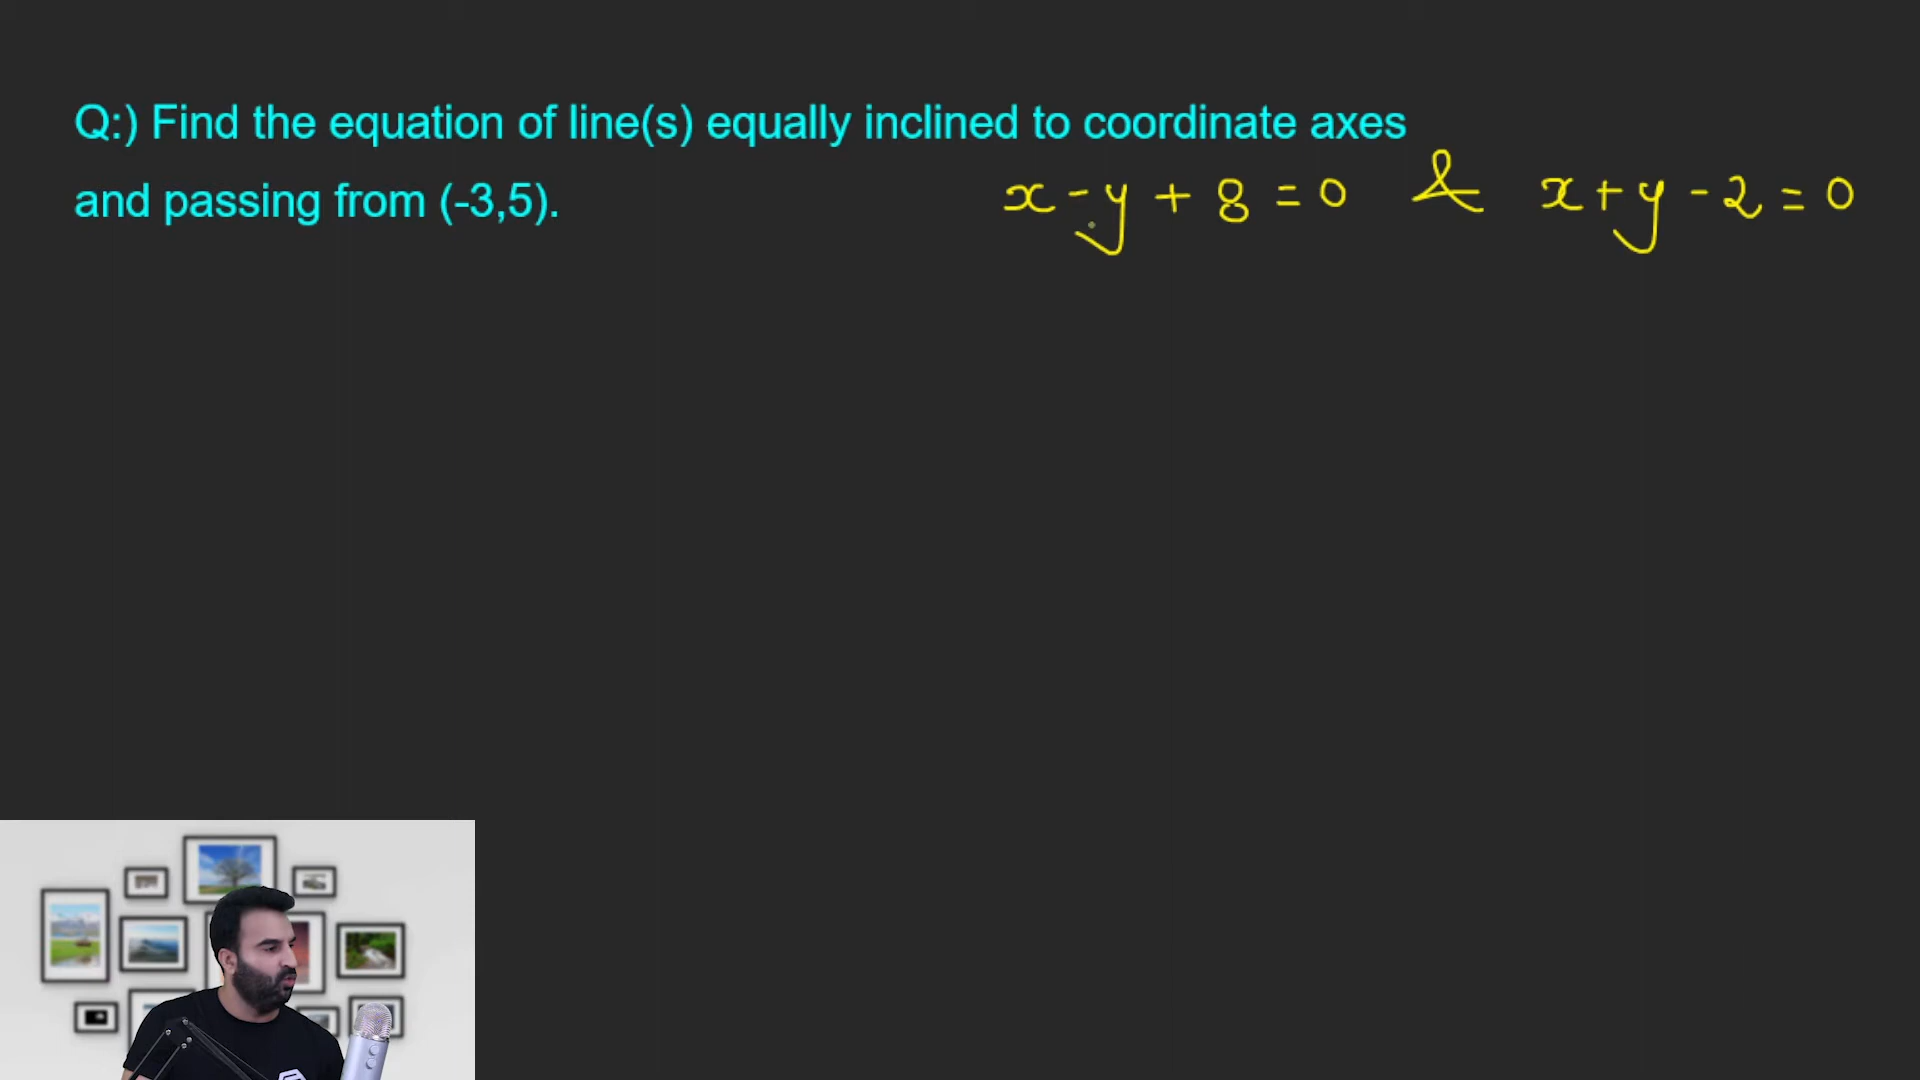 Q:) Find the equation of line(s) equally inclined to coordinate axes
and passing from (-3,5).
x - y + 8 = 0 & x + y - 2 = 0